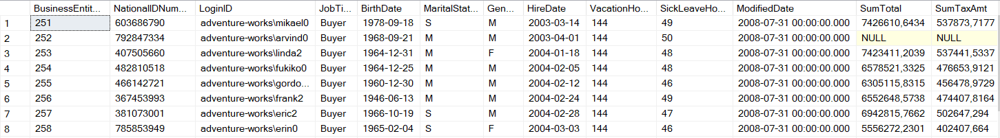 BusinessEntit... NationalIDNum... LoginID JobTi... BirthDate MaritalStat... Gen... HireDate VacationHo... SickLeaveHo... ModifiedDate SumTotal SumTaxAmt
1 251 603686790 adventure-works\mikael0 Buyer 1978-09-18 S M 2003-03-14 144 49 2008-07-31 00:00:00.000 7426610,6434 537873,7177
2 252 792847334 adventure-works\arvind0 Buyer 1968-09-21 M M 2003-04-01 144 50 2008-07-31 00:00:00.000 NULL NULL
3 253 407505660 adventure-works\linda2 Buyer 1964-12-31 M F 2004-01-18 144 48 2008-07-31 00:00:00.000 7423411,2039 537441,5337
4 254 482810518 adventure-works\fukiko0 Buyer 1964-12-25 M M 2004-02-05 144 48 2008-07-31 00:00:00.000 6578521,3325 476653,9121
5 255 466142721 adventure-works\gordo... Buyer 1960-12-30 M M 2004-02-12 144 46 2008-07-31 00:00:00.000 6305115,8315 456478,9729
6 256 367453993 adventure-works\frank2 Buyer 1946-06-13 M M 2004-02-24 144 49 2008-07-31 00:00:00.000 6552648,5738 474407,8164
7 257 381073001 adventure-works\eric2 Buyer 1966-10-19 S M 2004-02-28 144 47 2008-07-31 00:00:00.000 6942815,7662 502647,294
8 258 785853949 adventure-works\erin0 Buyer 1965-02-04 S F 2004-03-03 144 46 2008-07-31 00:00:00.000 5556272,2301 402407,664